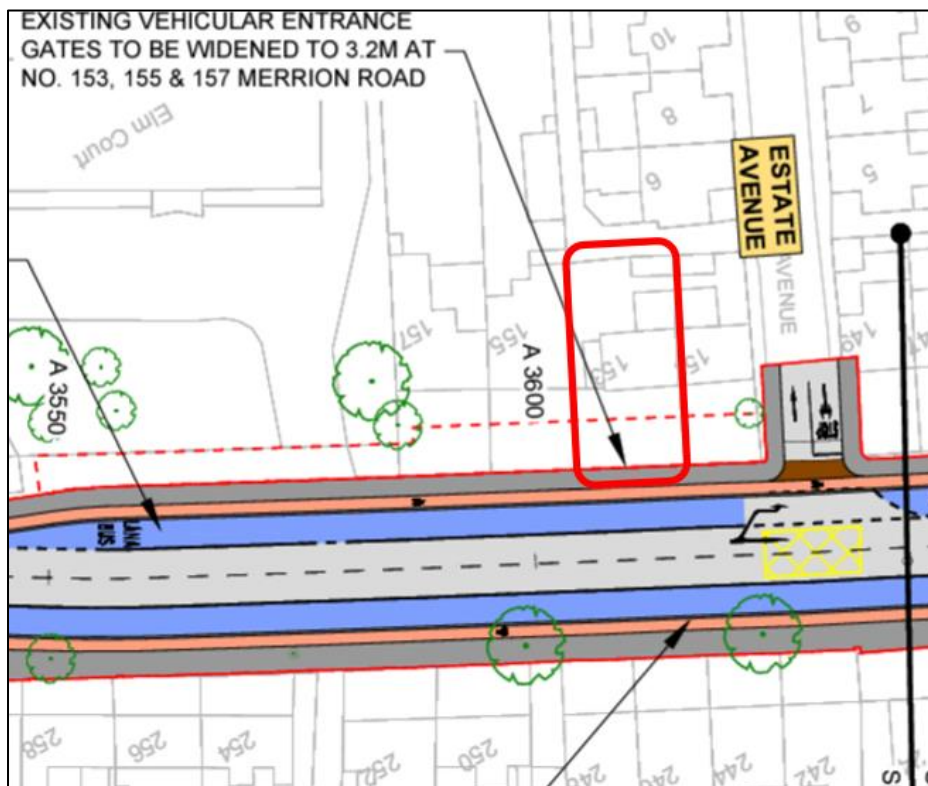 EXISTING VEHICULAR ENTRANCE
GATES TO BE WIDENED TO 3.2M AT
NO. 153, 155 & 157 MERRION ROAD
Elm Court
10
8
6
9
7
5
ESTATE
AVENUE
AVENUE
157
155
153
149
147
A 3550
A 3600
LANA
BUS
258
256
254
252
250
246
244
242
S